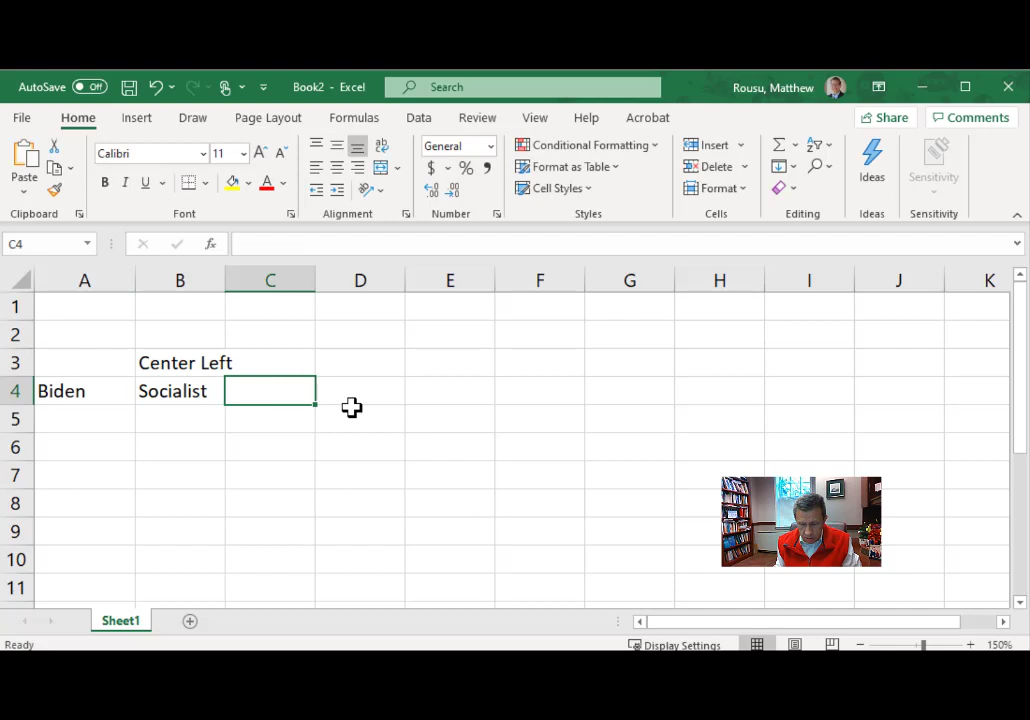 AutoSave Off Book2 - Excel Search Rousu, Matthew
File Home Insert Draw Page Layout Formulas Data Review View Help Acrobat Share Comments
Paste Calibri 11 General Conditional Formatting Insert Ideas Sensitivity
B I U A $ % Format as Table Delete
Cell Styles Format
Clipboard Font Alignment Number Styles Cells Editing Ideas Sensitivity
C4 fx
A B C D E F G H I J K
1
2
3 Center Left
4 Biden Socialist
5
6
7
8
9
10
11
Sheet1
Ready Display Settings 150%